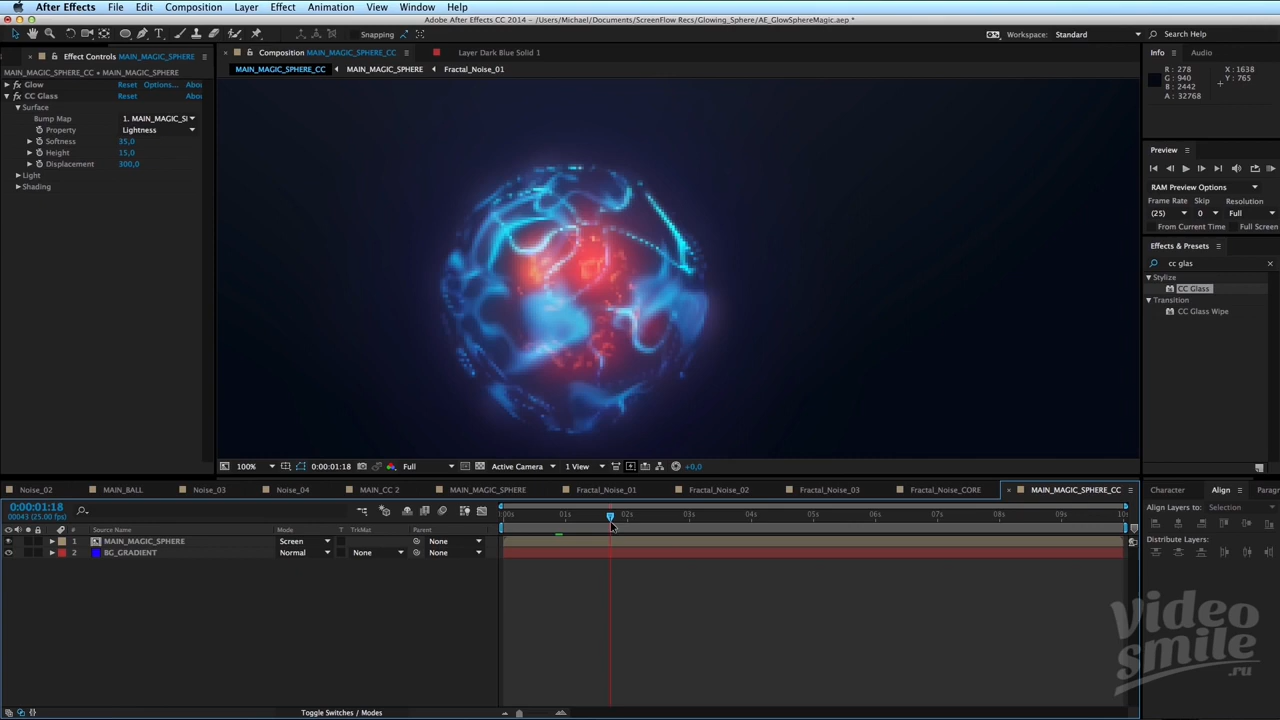 After Effects File Edit Composition Layer Effect Animation View Window Help
Adobe After Effects CC 2014 - /Users/Michael/Documents/ScreenFlow Recs/Glowing_Sphere/AE_GlowSphereMagic.aep *
Snapping
Workspace: Standard
Search Help
Effect Controls MAIN_MAGIC_SPHERE
MAIN_MAGIC_SPHERE_CC • MAIN_MAGIC_SPHERE
fx Glow Reset Options... Abou
fx CC Glass Reset Abou
Surface
Bump Map 1. MAIN_MAGIC_SI
Property Lightness
Softness 35,0
Height 15,0
Displacement 300,0
Light
Shading
Composition MAIN_MAGIC_SPHERE_CC
Layer Dark Blue Solid 1
MAIN_MAGIC_SPHERE_CC MAIN_MAGIC_SPHERE Fractal_Noise_01
100% 0:00:01:18 Full Active Camera 1 View +0,0
Info Audio
R : 278 X : 1638
G : 940 Y : 765
B : 2442
A : 32768
Preview
RAM Preview Options
Frame Rate Skip Resolution
(25) 0 Full
From Current Time Full Screen
Effects & Presets
cc glas
Stylize
CC Glass
Transition
CC Glass Wipe
Noise_02 MAIN_BALL Noise_03 Noise_04 MAIN_CC 2 MAIN_MAGIC_SPHERE Fractal_Noise_01 Fractal_Noise_02 Fractal_Noise_03 Fractal_Noise_CORE MAIN_MAGIC_SPHERE_CC
0:00:01:18
00043 (25.00 fps)
:00s 01s 02s 03s 04s 05s 06s 07s 08s 09s 10s
# Source Name Mode T TrkMat Parent
1 MAIN_MAGIC_SPHERE Screen None
2 BG_GRADIENT Normal None None
Toggle Switches / Modes
Character Align Paragr
Align Layers to: Selection
Distribute Layers:
video
smile
.ru